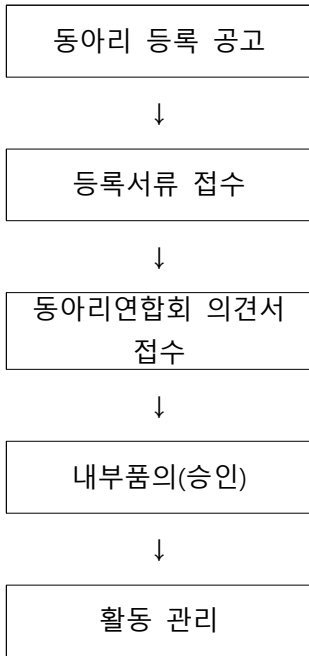 동아리 등록 공고
↓
등록서류 접수
↓
동아리연합회 의견서
접수
↓
내부품의(승인)
↓
활동 관리